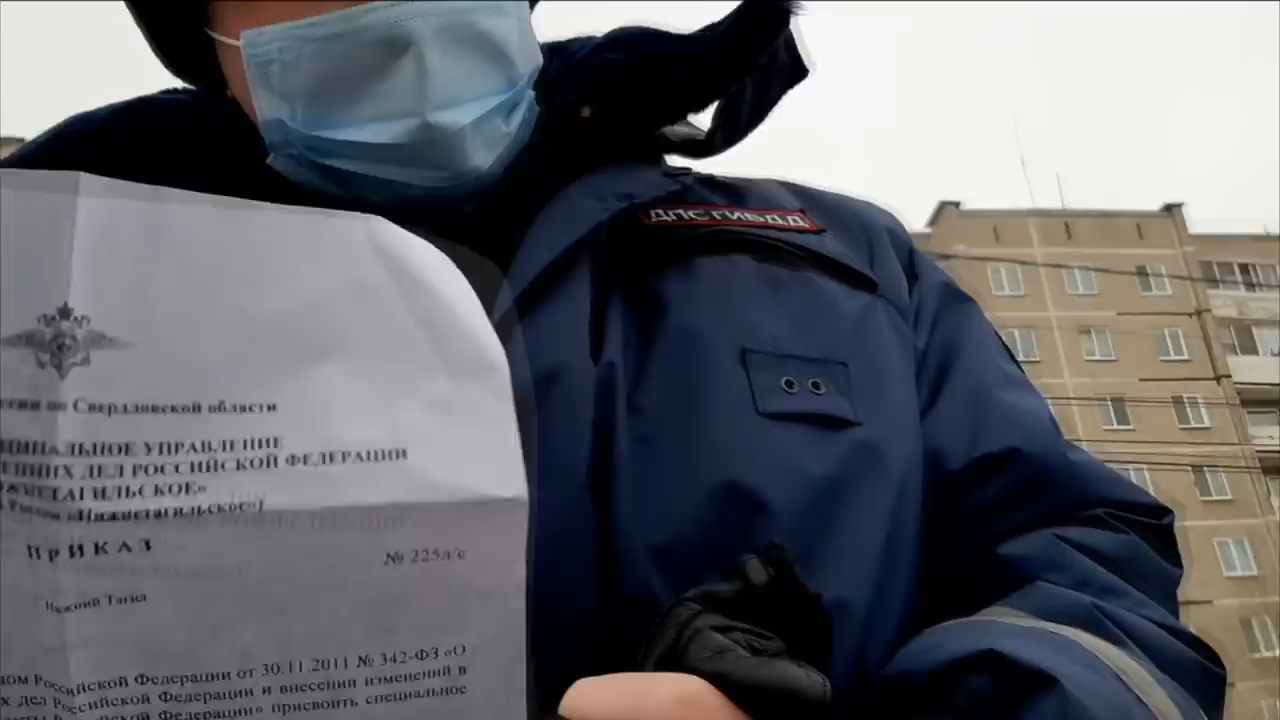 ДПС ГИБДД
по Свердловской области
УПРАВЛЕНИЕ
ДЕЛ РОССИЙСКОЙ ФЕДЕРАЦИИ
«Нижнетагильское»)
ПРИКАЗ
№ 225л/с
Нижний Тагил
Российской Федерации от 30.11.2011 № 342-ФЗ «О
дел Российской Федерации и внесении изменений в
Федерации» присвоить специальное